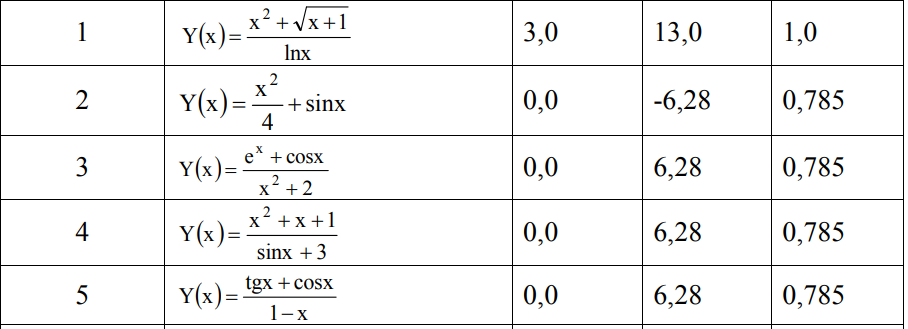 1 Y(x)=(x²+√(x+1))/lnx 3,0 13,0 1,0
2 Y(x)=x²/4+sinx 0,0 -6,28 0,785
3 Y(x)=(eˣ+cosx)/(x²+2) 0,0 6,28 0,785
4 Y(x)=(x²+x+1)/(sinx+3) 0,0 6,28 0,785
5 Y(x)=(tgx+cosx)/(1−x) 0,0 6,28 0,785